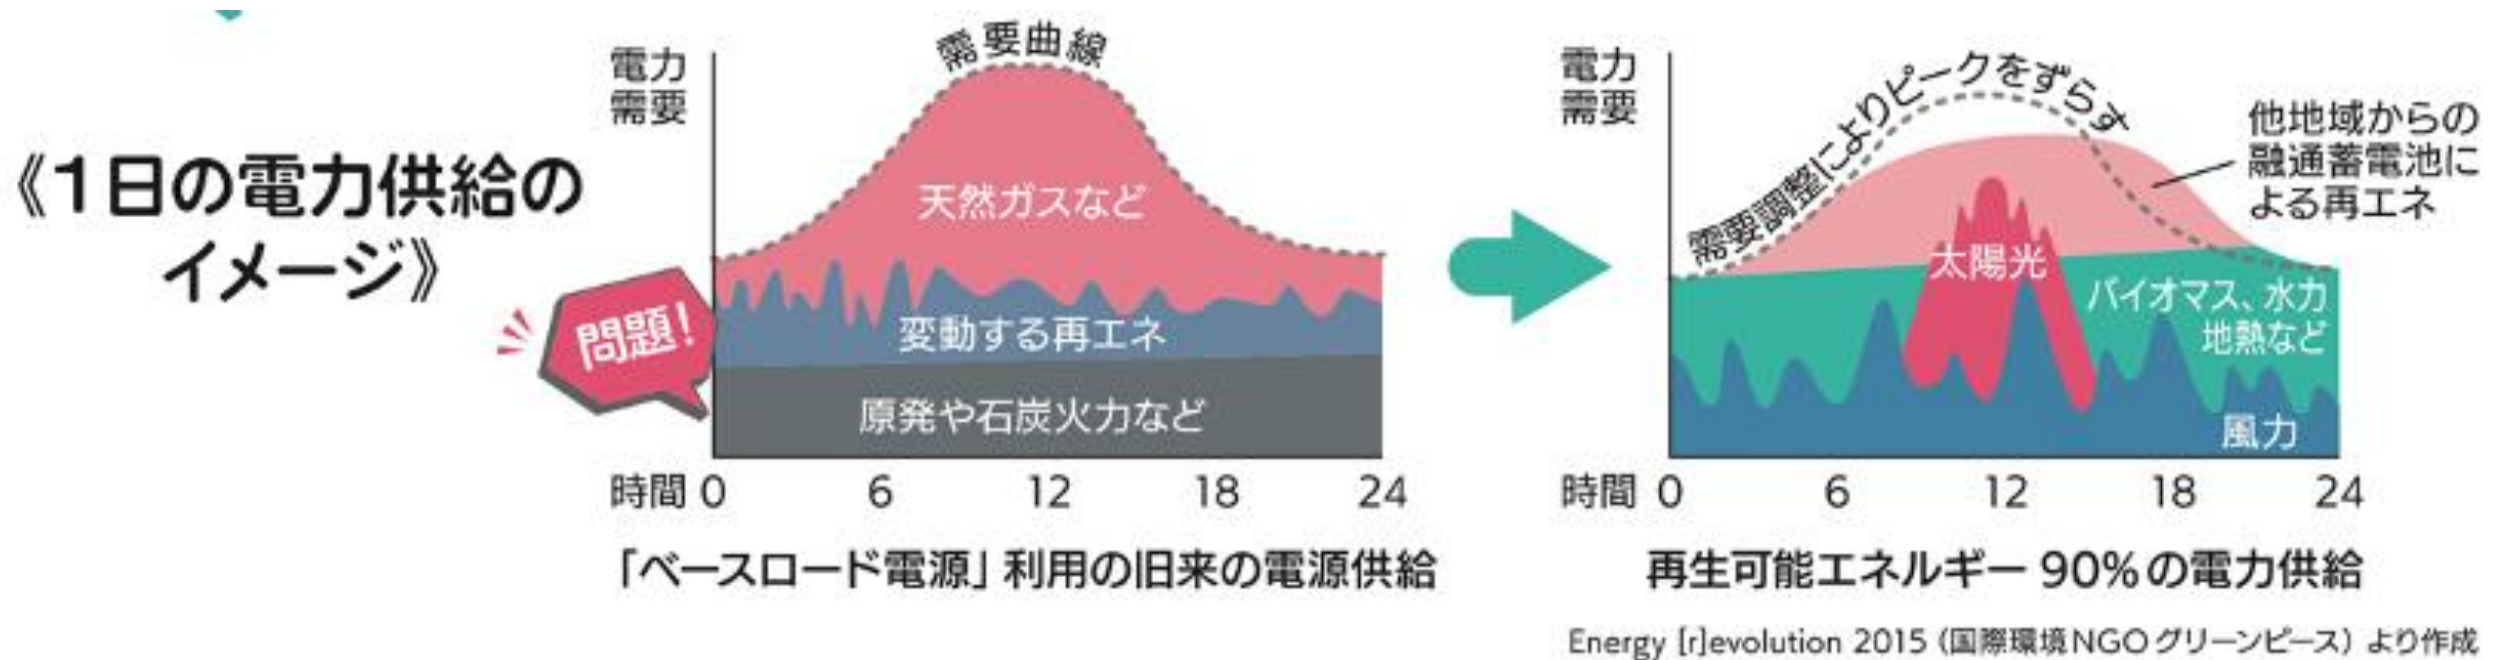 《1日の電力供給の
イメージ》
問題!
電力
需要
需要曲線
天然ガスなど
変動する再エネ
原発や石炭火力など
時間 0 6 12 18 24
「ベースロード電源」利用の旧来の電源供給
電力
需要
需要調整によりピークをずらす
他地域からの
融通蓄電池に
よる再エネ
太陽光
バイオマス、水力
地熱など
風力
時間 0 6 12 18 24
再生可能エネルギー 90%の電力供給
Energy [r]evolution 2015（国際環境NGOグリーンピース）より作成